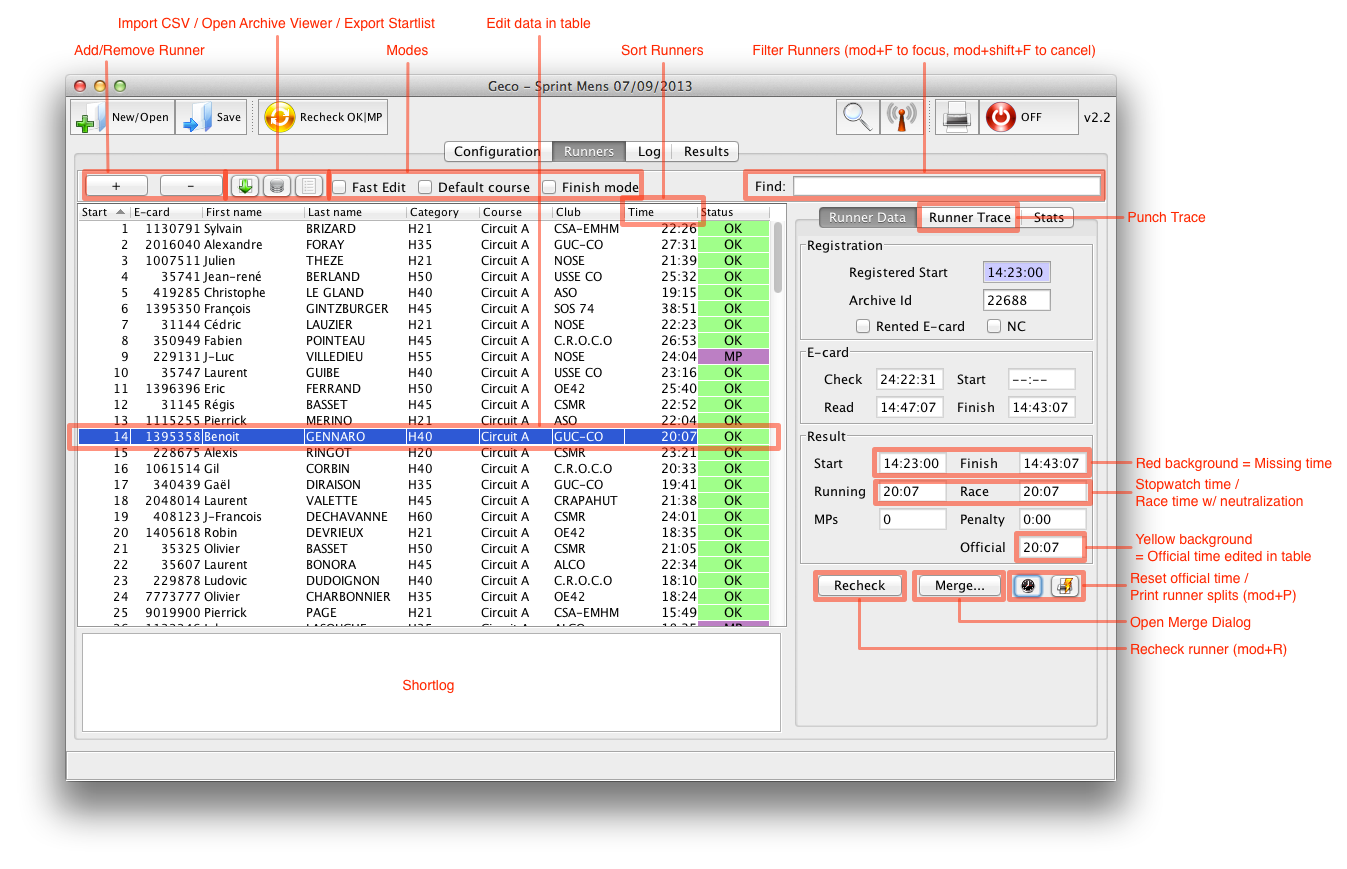 Import CSV / Open Archive Viewer / Export Startlist
Edit data in table
Add/Remove Runner
Modes
Sort Runners
Filter Runners (mod+F to focus, mod+shift+F to cancel)
Geco – Sprint Mens 07/09/2013
New/Open
Save
Recheck OK|MP
OFF
v2.2
Configuration
Runners
Log
Results
+
-
Fast Edit
Default course
Finish mode
Find:
Start E-card First name Last name Category Course Club Time Status
1 1130791 Sylvain BRIZARD H21 Circuit A CSA-EMHM 22:26 OK
2 2016040 Alexandre FORAY H35 Circuit A GUC-CO 27:31 OK
3 1007511 Julien THEZE H21 Circuit A NOSE 21:39 OK
4 35741 Jean-rené BERLAND H50 Circuit A USSE CO 25:32 OK
5 419285 Christophe LE GLAND H40 Circuit A ASO 19:15 OK
6 1395350 François GINTZBURGER H45 Circuit A SOS 74 38:51 OK
7 31144 Cédric LAUZIER H21 Circuit A NOSE 22:23 OK
8 350949 Fabien POINTEAU H45 Circuit A C.R.O.C.O 26:53 OK
9 229131 J-Luc VILLEDIEU H55 Circuit A NOSE 24:04 MP
10 35747 Laurent GUIBE H40 Circuit A USSE CO 23:16 OK
11 1396396 Eric FERRAND H50 Circuit A OE42 25:40 OK
12 31145 Régis BASSET H45 Circuit A CSMR 22:52 OK
13 1115255 Pierrick MERINO H21 Circuit A ASO 22:04 OK
14 1395358 Benoit GENNARO H40 Circuit A GUC-CO 20:07 OK
15 228675 Alexis RINGOT H20 Circuit A CSMR 23:21 OK
16 1061514 Gil CORBIN H40 Circuit A C.R.O.C.O 20:33 OK
17 340439 Gaël DIRAISON H35 Circuit A GUC-CO 19:41 OK
18 2048014 Laurent VALETTE H45 Circuit A CRAPAHUT 21:38 OK
19 408123 J-Francois DECHAVANNE H60 Circuit A CSMR 24:01 OK
20 1405618 Robin DEVRIEUX H21 Circuit A OE42 18:35 OK
21 35325 Olivier BASSET H50 Circuit A CSMR 21:05 OK
22 35607 Laurent BONORA H45 Circuit A ALCO 22:34 OK
23 229878 Ludovic DUDOIGNON H40 Circuit A C.R.O.C.O 18:10 OK
24 7773777 Olivier CHARBONNIER H35 Circuit A OE42 18:24 OK
25 9019900 Pierrick PAGE H21 Circuit A CSA-EMHM 15:49 OK
Shortlog
Runner Data
Runner Trace
Stats
Punch Trace
Registration
Registered Start 14:23:00
Archive Id 22688
Rented E-card NC
E-card
Check 24:22:31 Start --:--
Read 14:47:07 Finish 14:43:07
Result
Start 14:23:00 Finish 14:43:07
Red background = Missing time
Running 20:07 Race 20:07
Stopwatch time /
Race time w/ neutralization
MPs 0 Penalty 0:00
Official 20:07
Yellow background
= Official time edited in table
Recheck
Merge...
Reset official time /
Print runner splits (mod+P)
Open Merge Dialog
Recheck runner (mod+R)